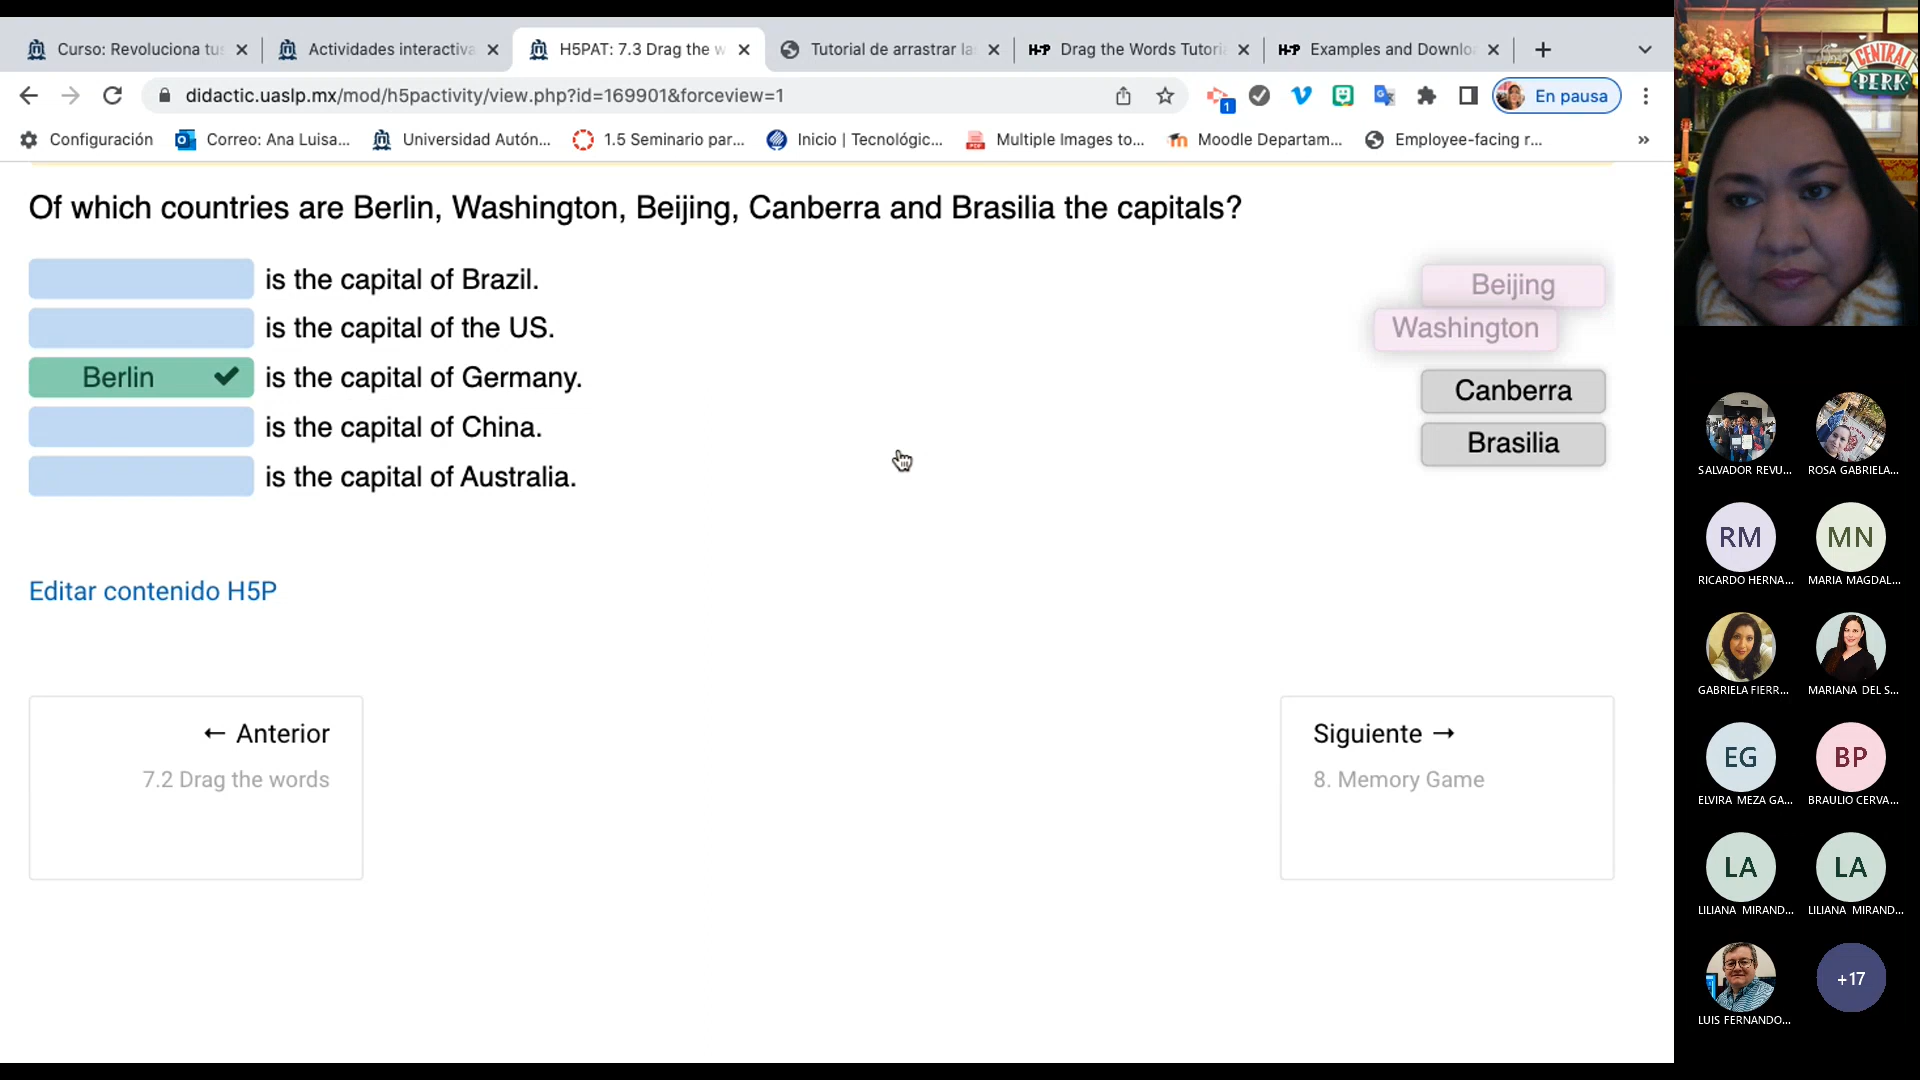 Curso: Revoluciona tus
Actividades interactiva
H5PAT: 7.3 Drag the w
Tutorial de arrastrar la
H-P Drag the Words Tutori
H-P Examples and Downlo
didactic.uaslp.mx/mod/h5pactivity/view.php?id=169901&forceview=1
1
En pausa
Configuración
Correo: Ana Luisa...
Universidad Autón...
1.5 Seminario par...
Inicio | Tecnológic...
Multiple Images to...
Moodle Departam...
Employee-facing r...
»
CENTRAL
PERK
Of which countries are Berlin, Washington, Beijing, Canberra and Brasilia the capitals?
is the capital of Brazil.
is the capital of the US.
Berlin ✔ is the capital of Germany.
is the capital of China.
is the capital of Australia.
Beijing
Washington
Canberra
Brasilia
Editar contenido H5P
← Anterior
7.2 Drag the words
Siguiente →
8. Memory Game
SALVADOR REVU...
ROSA GABRIELA...
RM
MN
RICARDO HERNA...
MARIA MAGDAL...
GABRIELA FIERR...
MARIANA DEL S...
EG
BP
ELVIRA MEZA GA...
BRAULIO CERVA...
LA
LA
LILIANA MIRAND...
LILIANA MIRAND...
+17
LUIS FERNANDO...